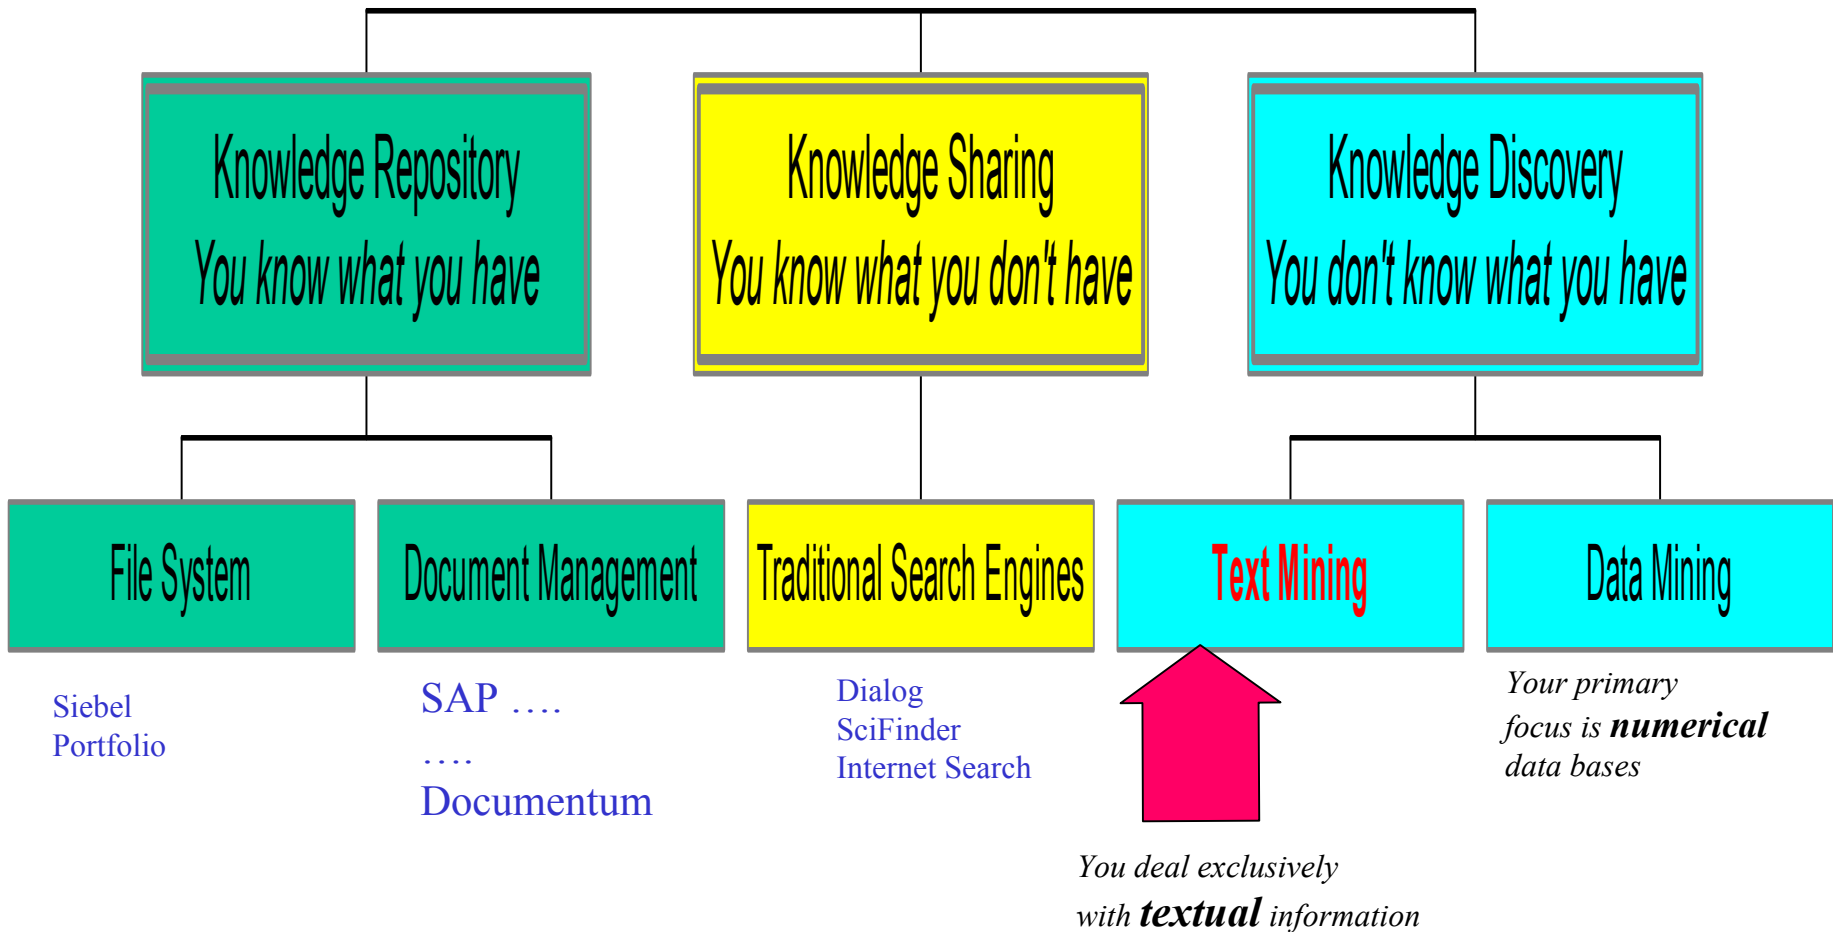 Knowledge Repository
You know what you have
Knowledge Sharing
You know what you don't have
Knowledge Discovery
You don't know what you have
File System
Document Management
Traditional Search Engines
Text Mining
Data Mining
Siebel
Portfolio
SAP ….
….
Documentum
Dialog
SciFinder
Internet Search
Your primary
focus is numerical
data bases
You deal exclusively
with textual information